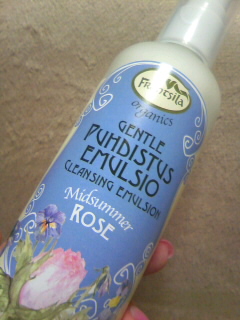 Frantsila
organics
GENTLE
PUHDISTUS
EMULSIO
CLEANSING EMULSION
Midsummer
ROSE